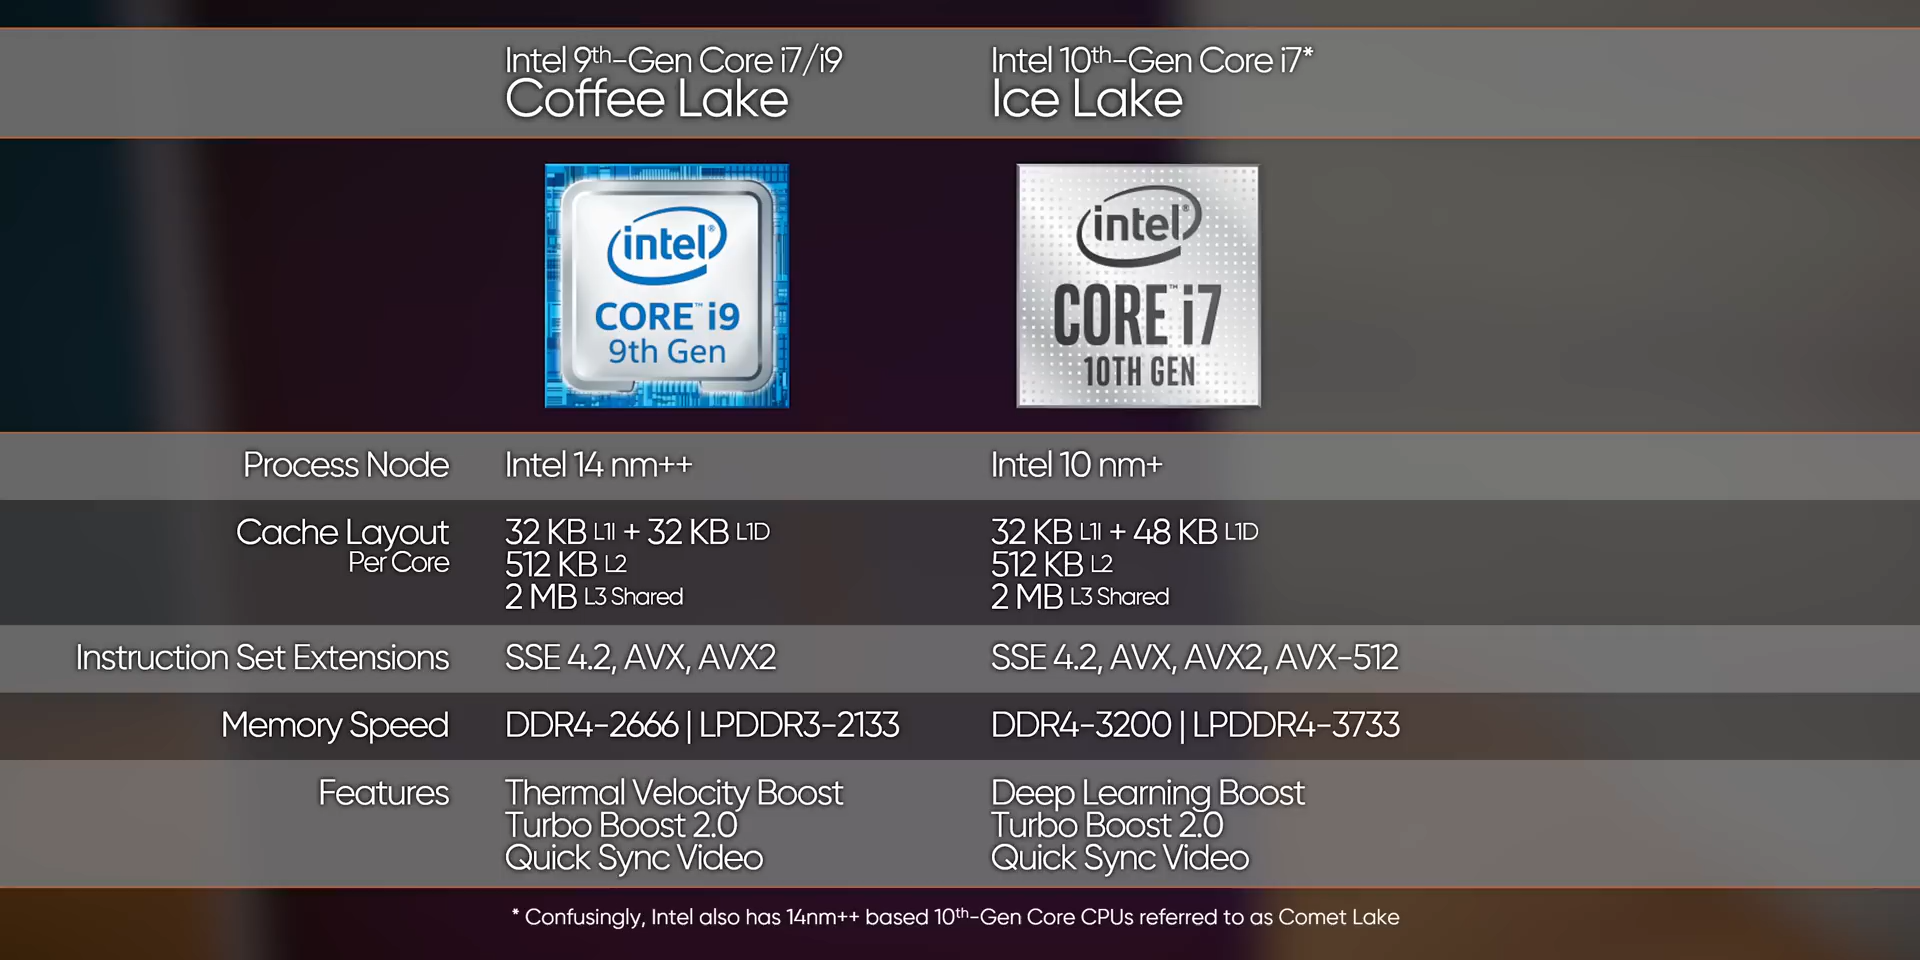 Intel 9th-Gen Core i7/i9
Coffee Lake
Intel 10th-Gen Core i7*
Ice Lake
intel®
CORE™ i9
9th Gen
intel®
CORE™ i7
10TH GEN
Process Node
Intel 14 nm++
Intel 10 nm+
Cache Layout
Per Core
32 KB L1I + 32 KB L1D
512 KB L2
2 MB L3 Shared
32 KB L1I + 48 KB L1D
512 KB L2
2 MB L3 Shared
Instruction Set Extensions
SSE 4.2, AVX, AVX2
SSE 4.2, AVX, AVX2, AVX-512
Memory Speed
DDR4-2666 | LPDDR3-2133
DDR4-3200 | LPDDR4-3733
Features
Thermal Velocity Boost
Turbo Boost 2.0
Quick Sync Video
Deep Learning Boost
Turbo Boost 2.0
Quick Sync Video
* Confusingly, Intel also has 14nm++ based 10th-Gen Core CPUs referred to as Comet Lake